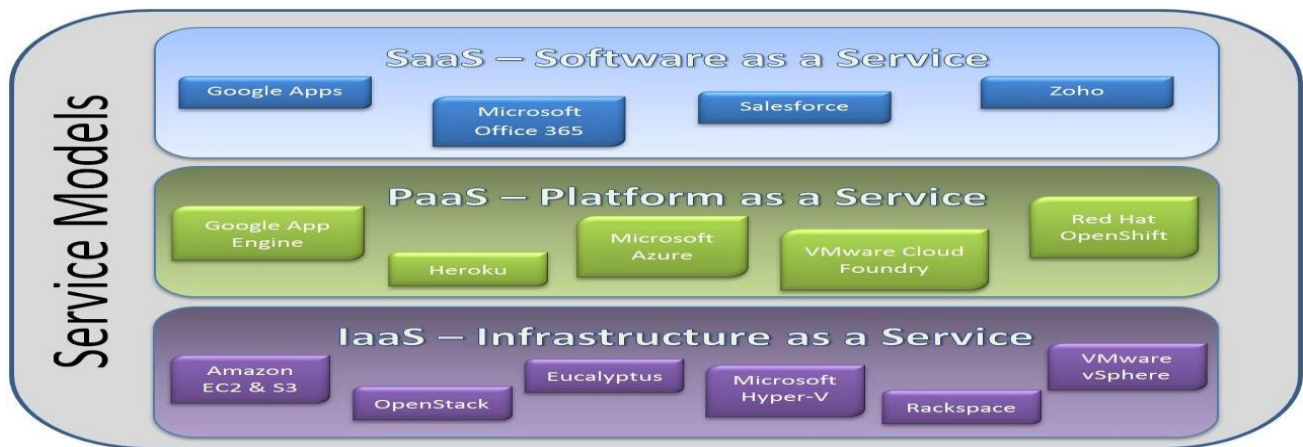 Service Models
SaaS – Software as a Service
Google Apps
Microsoft
Office 365
Salesforce
Zoho
PaaS – Platform as a Service
Google App
Engine
Heroku
Microsoft
Azure
VMware Cloud
Foundry
Red Hat
OpenShift
IaaS – Infrastructure as a Service
Amazon
EC2 & S3
OpenStack
Eucalyptus
Microsoft
Hyper-V
Rackspace
VMware
vSphere